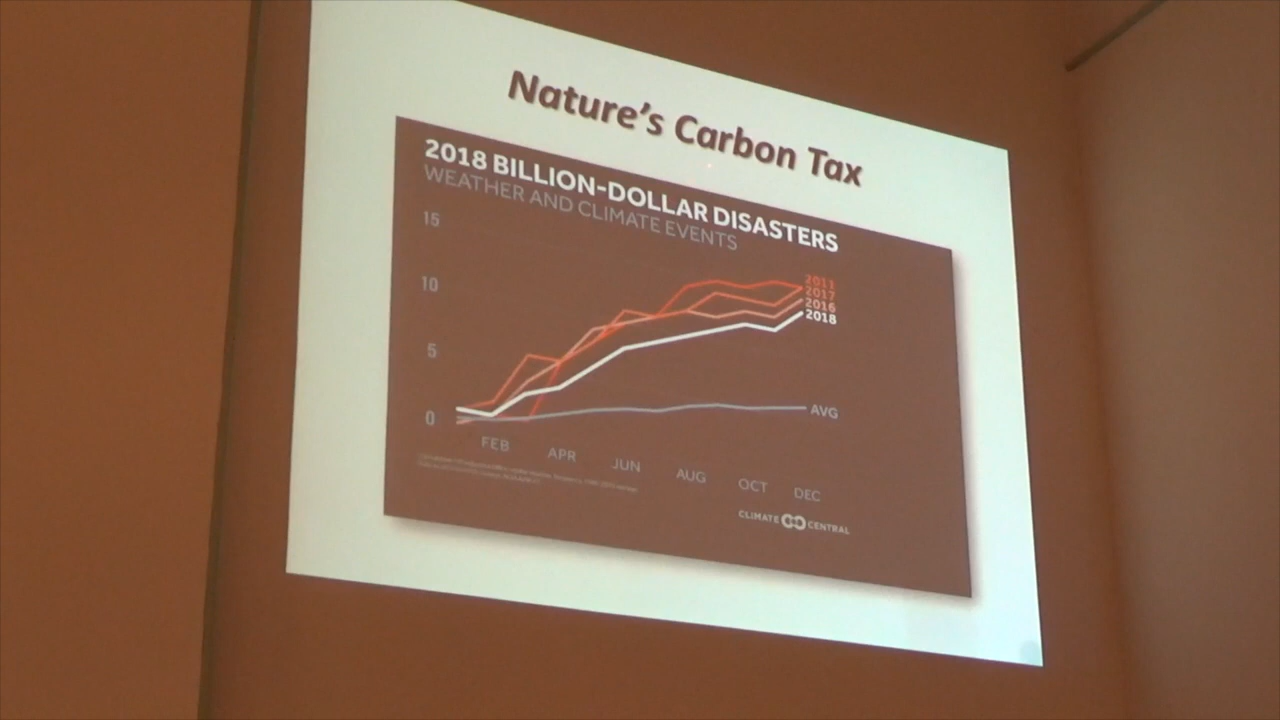 Nature's Carbon Tax
2018 BILLION-DOLLAR DISASTERS
WEATHER AND CLIMATE EVENTS
15
10
5
0
2011
2017
2016
2018
AVG
FEB APR JUN AUG OCT DEC
CLIMATE CENTRAL